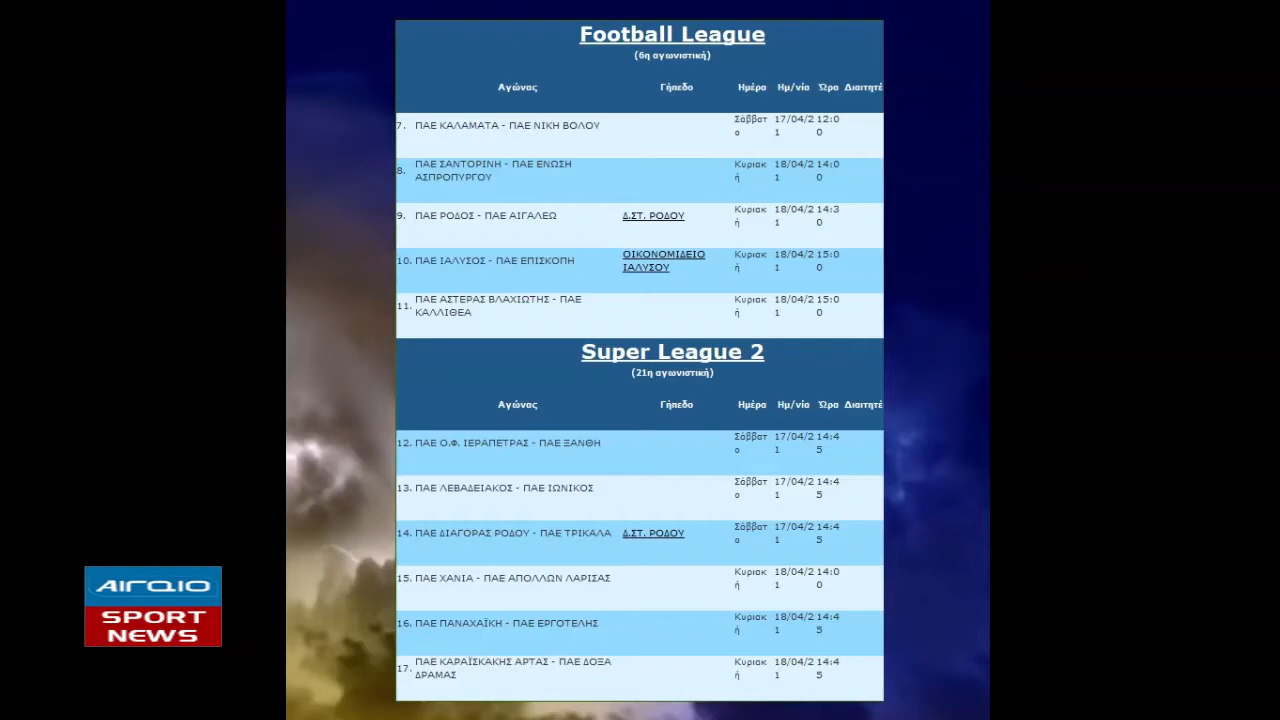 Football League
(6η αγωνιστική)
Αγώνας Γήπεδο Ημέρα Ημ/νία Ώρα Διαιτητέ
7. ΠΑΕ ΚΑΛΑΜΑΤΑ - ΠΑΕ ΝΙΚΗ ΒΟΛΟΥ Σάββατ 17/04/2 12:0
ο 1 0
8. ΠΑΕ ΣΑΝΤΟΡΙΝΗ - ΠΑΕ ΕΝΩΣΗ Κυριακ 18/04/2 14:0
ΑΣΠΡΟΠΥΡΓΟΥ ή 1 0
9. ΠΑΕ ΡΟΔΟΣ - ΠΑΕ ΑΙΓΑΛΕΩ Δ.ΣΤ. ΡΟΔΟΥ Κυριακ 18/04/2 14:3
ή 1 0
10. ΠΑΕ ΙΑΛΥΣΟΣ - ΠΑΕ ΕΠΙΣΚΟΠΗ ΟΙΚΟΝΟΜΙΔΕΙΟ Κυριακ 18/04/2 15:0
ΙΑΛΥΣΟΥ ή 1 0
11. ΠΑΕ ΑΣΤΕΡΑΣ ΒΛΑΧΙΩΤΗΣ - ΠΑΕ Κυριακ 18/04/2 15:0
ΚΑΛΛΙΘΕΑ ή 1 0
Super League 2
(21η αγωνιστική)
Αγώνας Γήπεδο Ημέρα Ημ/νία Ώρα Διαιτητέ
12. ΠΑΕ Ο.Φ. ΙΕΡΑΠΕΤΡΑΣ - ΠΑΕ ΞΑΝΘΗ Σάββατ 17/04/2 14:4
ο 1 5
13. ΠΑΕ ΛΕΒΑΔΕΙΑΚΟΣ - ΠΑΕ ΙΩΝΙΚΟΣ Σάββατ 17/04/2 14:4
ο 1 5
14. ΠΑΕ ΔΙΑΓΟΡΑΣ ΡΟΔΟΥ - ΠΑΕ ΤΡΙΚΑΛΑ Δ.ΣΤ. ΡΟΔΟΥ Σάββατ 17/04/2 14:4
ο 1 5
15. ΠΑΕ ΧΑΝΙΑ - ΠΑΕ ΑΠΟΛΛΩΝ ΛΑΡΙΣΑΣ Κυριακ 18/04/2 14:0
ή 1 0
16. ΠΑΕ ΠΑΝΑΧΑΪΚΗ - ΠΑΕ ΕΡΓΟΤΕΛΗΣ Κυριακ 18/04/2 14:4
ή 1 5
17. ΠΑΕ ΚΑΡΑΪΣΚΑΚΗΣ ΑΡΤΑΣ - ΠΑΕ ΔΟΞΑ Κυριακ 18/04/2 14:4
ΔΡΑΜΑΣ ή 1 5
ΑΙΓΑΙΟ
SPORT
NEWS